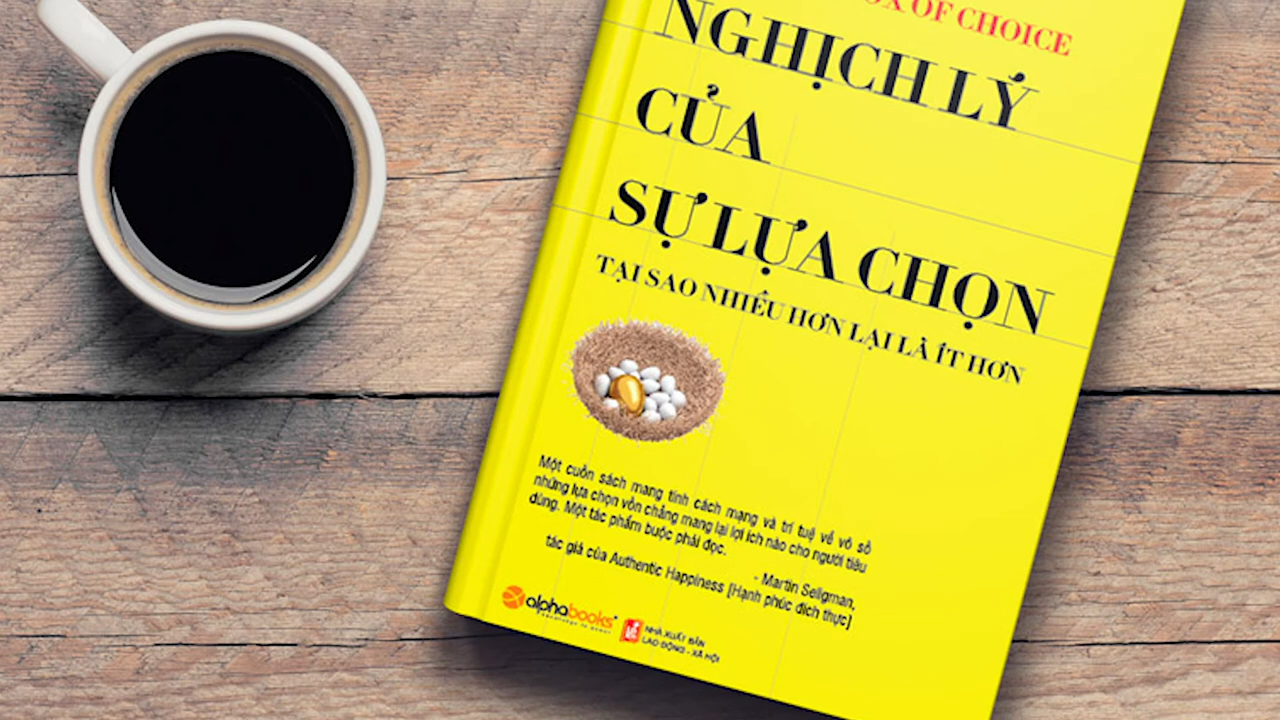 OF CHOICE
NGHỊCH LÝ
CỦA
SỰ LỰA CHỌN
TẠI SAO NHIỀU HƠN LẠI LÀ ÍT HƠN
Một cuốn sách mang tính cách mạng và trí tuệ về vô số
những lựa chọn vốn chẳng mang lại lợi ích nào cho người tiêu
dùng. Một tác phẩm buộc phải đọc.
- Martin Seligman,
tác giả của Authentic Happiness [Hạnh phúc đích thực]
alphabooks
knowledge is power
NHÀ XUẤT BẢN
LAO ĐỘNG - XÃ HỘI